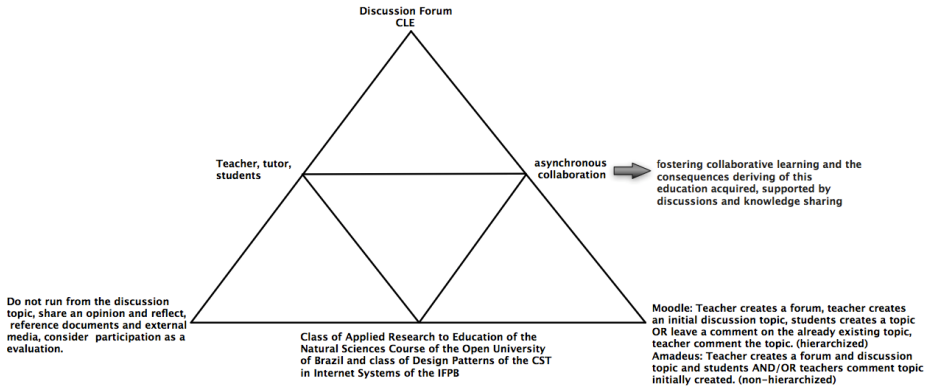 Discussion Forum
CLE
Teacher, tutor,
students
asynchronous
collaboration
fostering collaborative learning and the
consequences deriving of this
education acquired, supported by
discussions and knowledge sharing
Do not run from the discussion
topic, share an opinion and reflect,
reference documents and external
media, consider participation as a
evaluation.
Class of Applied Research to Education of the
Natural Sciences Course of the Open University
of Brazil and class of Design Patterns of the CST
in Internet Systems of the IFPB
Moodle: Teacher creates a forum, teacher creates
an initial discussion topic, students creates a topic
OR leave a comment on the already existing topic,
teacher comment the topic. (hierarchized)
Amadeus: Teacher creates a forum and discussion
topic and students AND/OR teachers comment topic
initially created. (non-hierarchized)